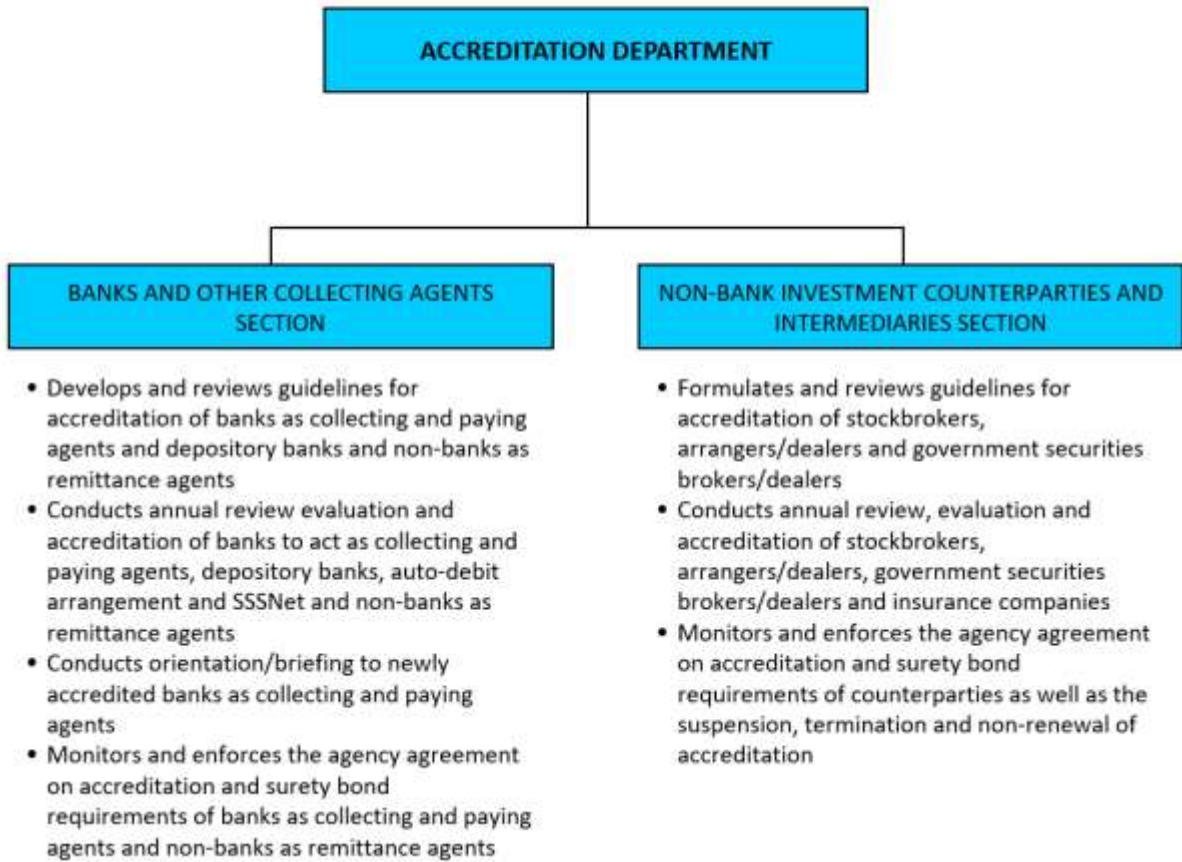 ACCREDITATION DEPARTMENT
BANKS AND OTHER COLLECTING AGENTS
SECTION
• Develops and reviews guidelines for
accreditation of banks as collecting and paying
agents and depository banks and non-banks as
remittance agents
• Conducts annual review evaluation and
accreditation of banks to act as collecting and
paying agents, depository banks, auto-debit
arrangement and SSSNet and non-banks as
remittance agents
• Conducts orientation/briefing to newly
accredited banks as collecting and paying
agents
• Monitors and enforces the agency agreement
on accreditation and surety bond
requirements of banks as collecting and paying
agents and non-banks as remittance agents
NON-BANK INVESTMENT COUNTERPARTIES AND
INTERMEDIARIES SECTION
• Formulates and reviews guidelines for
accreditation of stockbrokers,
arrangers/dealers and government securities
brokers/dealers
• Conducts annual review, evaluation and
accreditation of stockbrokers,
arrangers/dealers, government securities
brokers/dealers and insurance companies
• Monitors and enforces the agency agreement
on accreditation and surety bond
requirements of counterparties as well as the
suspension, termination and non-renewal of
accreditation